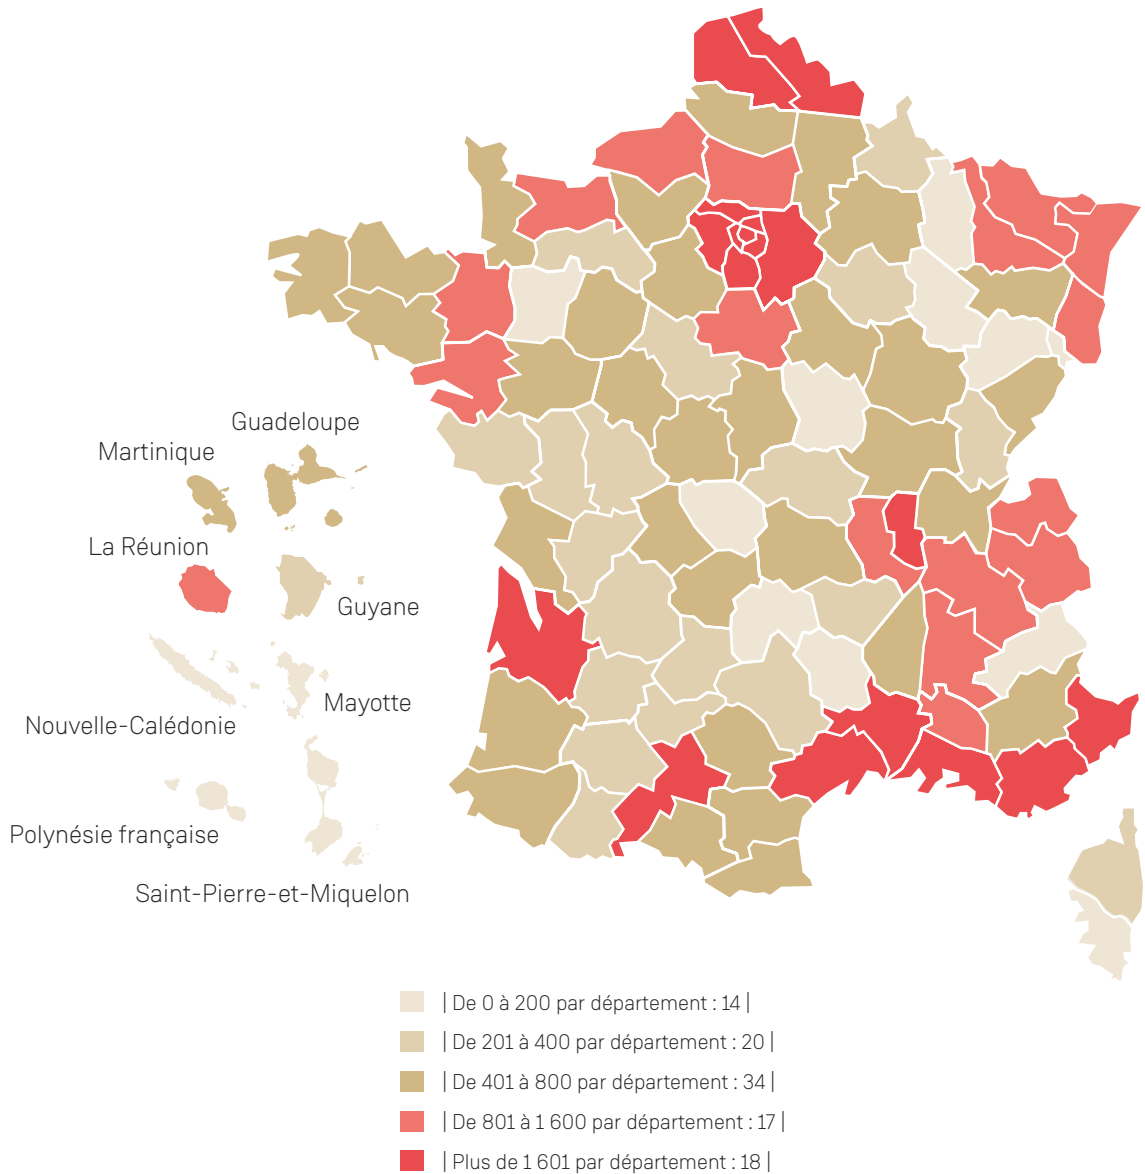 Guadeloupe
Martinique
La Réunion
Guyane
Mayotte
Nouvelle-Calédonie
Polynésie française
Saint-Pierre-et-Miquelon
| De 0 à 200 par département : 14 |
| De 201 à 400 par département : 20 |
| De 401 à 800 par département : 34 |
| De 801 à 1 600 par département : 17 |
| Plus de 1 601 par département : 18 |